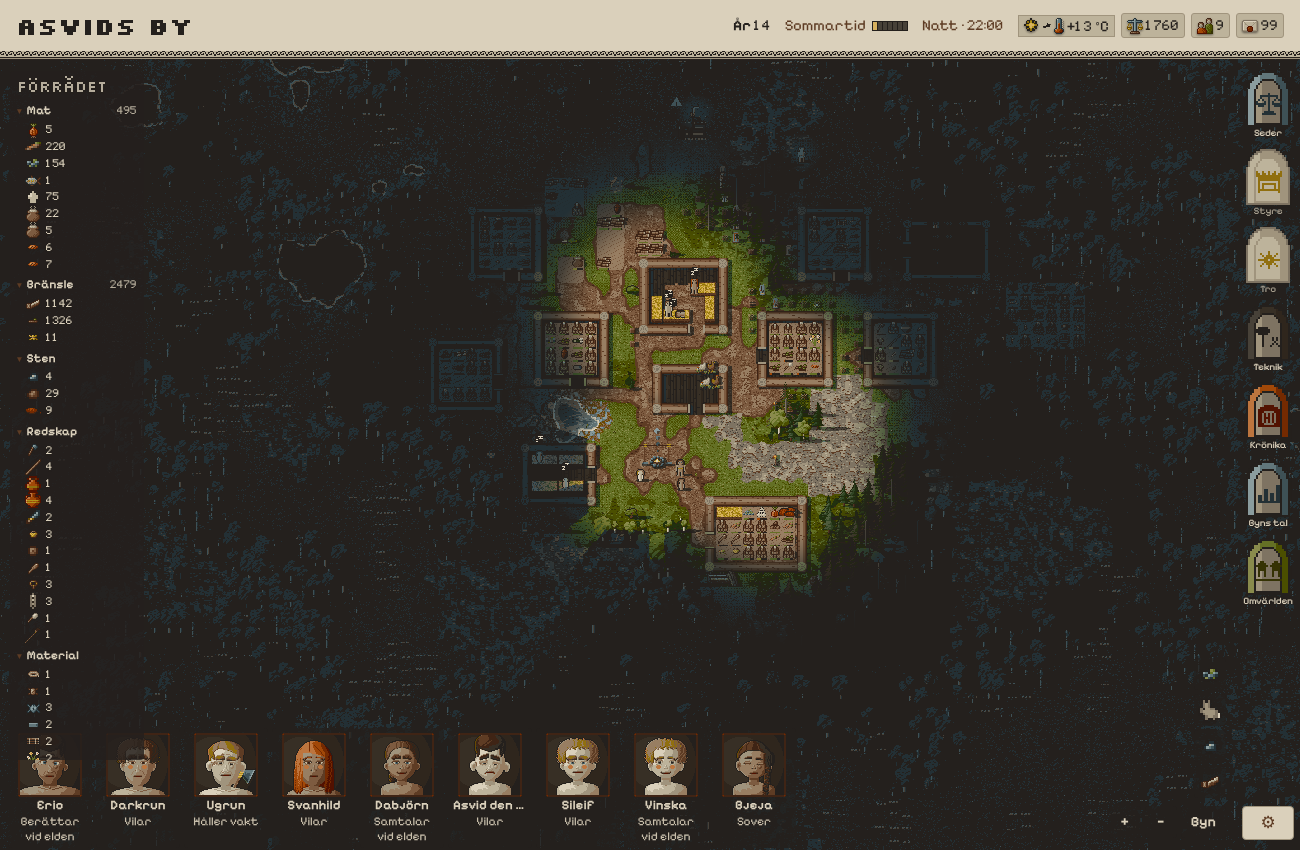 ASVIDS BY
År 14 Sommartid Natt · 22:00 +13 °C 1760 9 99
FÖRRÅDET
Mat 495
5
220
154
1
75
22
5
6
7
Bränsle 2479
1142
1326
11
Sten
4
29
9
Redskap
2
4
1
4
2
3
1
1
3
3
1
1
Material
1
1
3
2
2
Seder
Styre
Tro
Teknik
Krönika
Byns tal
Omvärlden
Erio
Berättar
vid elden
Darkrun
Vilar
Ugrun
Håller vakt
Svanhild
Vilar
Dabjörn
Samtalar
vid elden
Asvid den ...
Vilar
Sileif
Vilar
Vinska
Samtalar
vid elden
Bjeja
Sover
+ - Byn